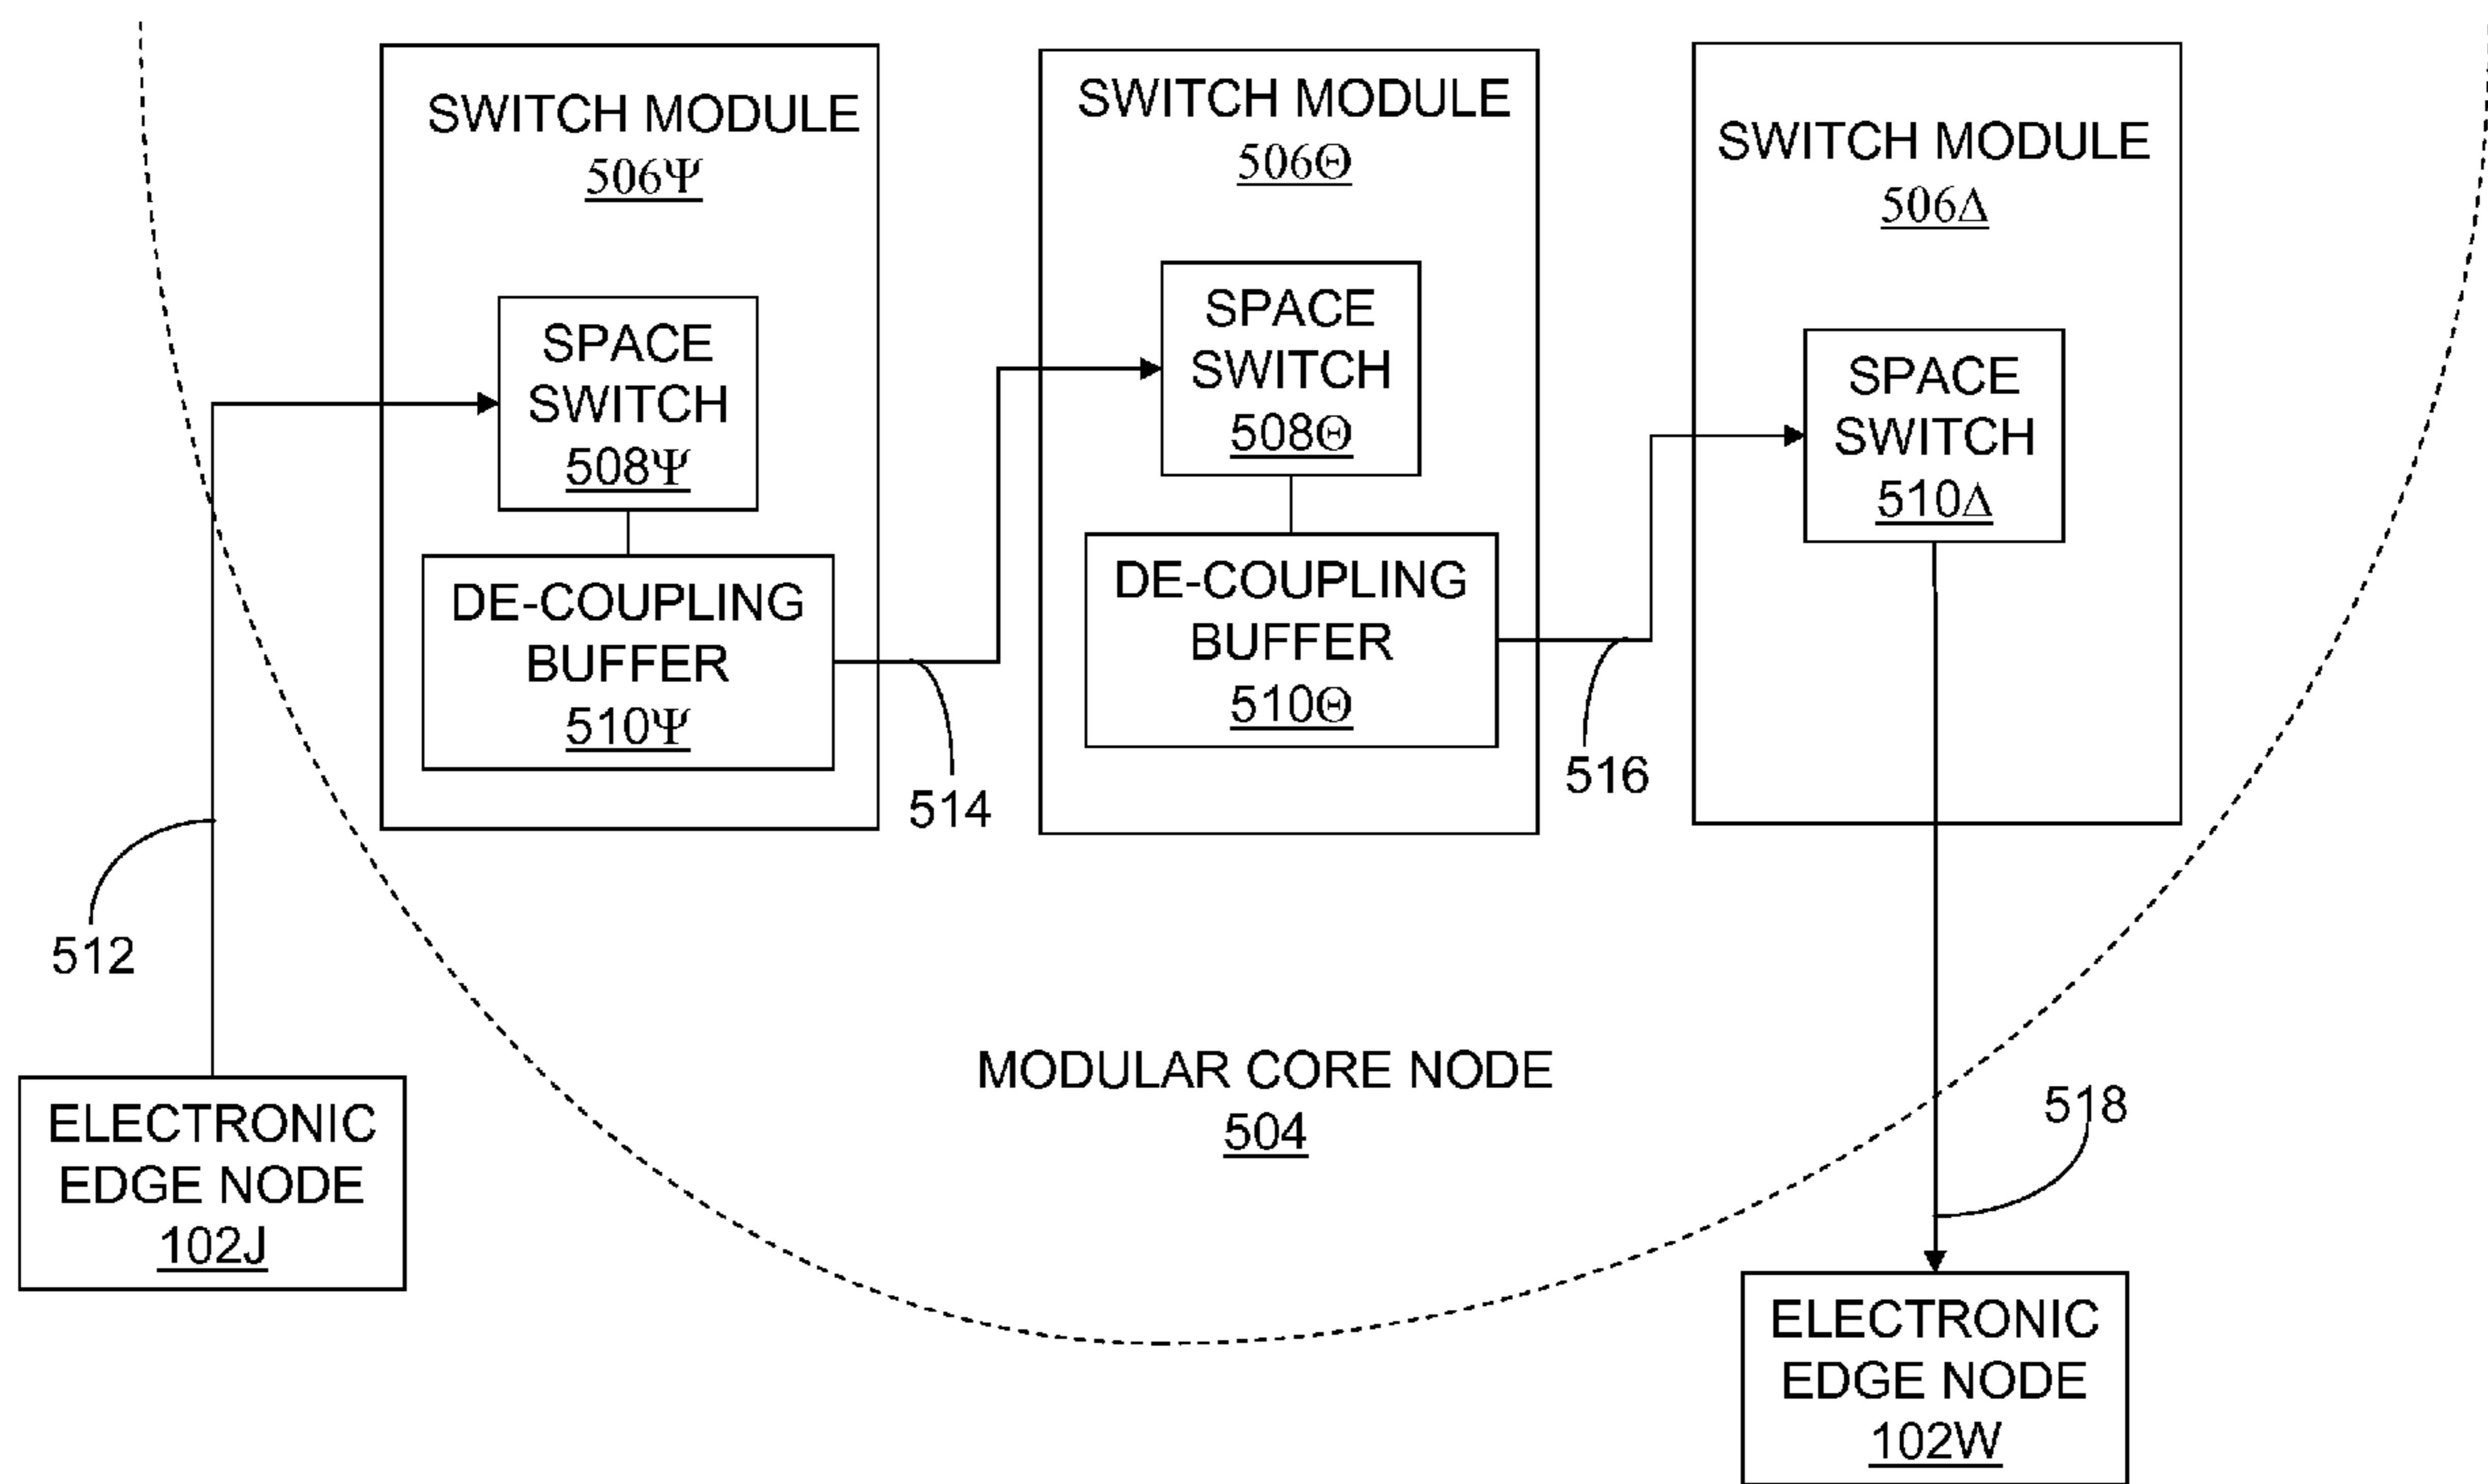 SWITCH MODULE
506Ψ
SPACE
SWITCH
508Ψ
DE-COUPLING
BUFFER
510Ψ
SWITCH MODULE
506Θ
SPACE
SWITCH
508Θ
DE-COUPLING
BUFFER
510Θ
SWITCH MODULE
506Δ
SPACE
SWITCH
510Δ
514
516
512
MODULAR CORE NODE
504
518
ELECTRONIC
EDGE NODE
102J
ELECTRONIC
EDGE NODE
102W